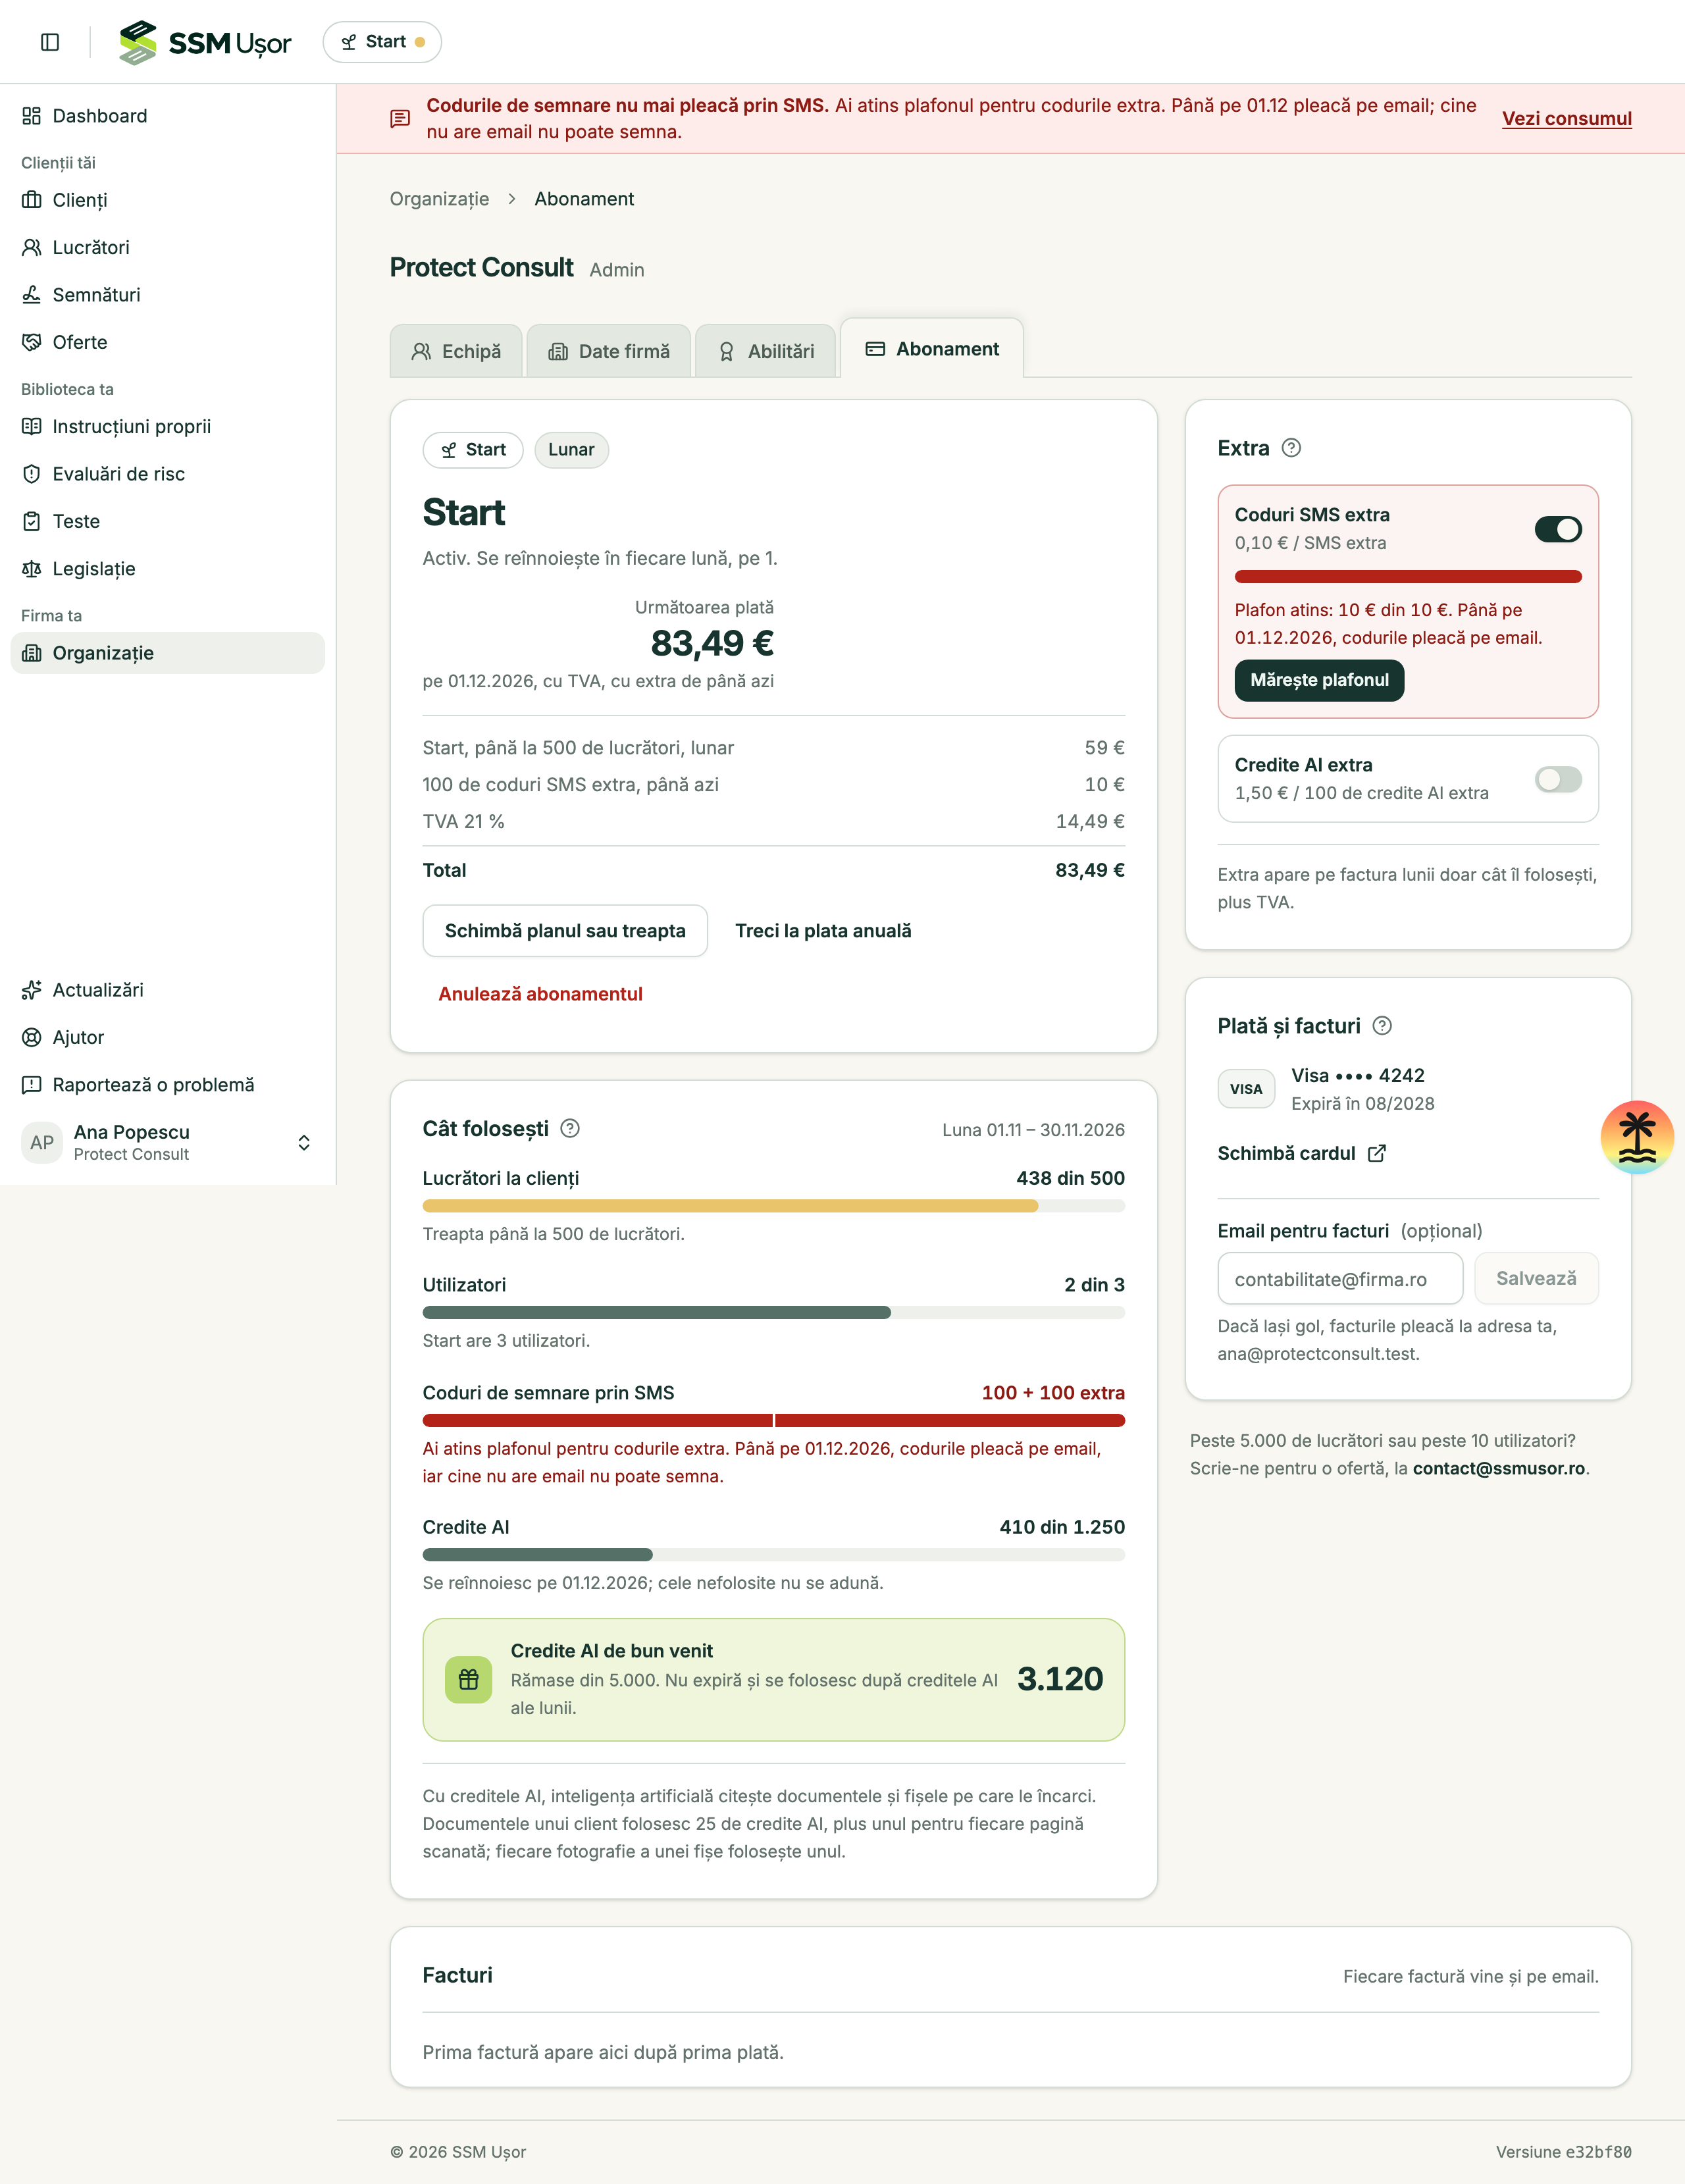 SSM Ușor
Start
Dashboard
Clienții tăi
Clienți
Lucrători
Semnături
Oferte
Biblioteca ta
Instrucțiuni proprii
Evaluări de risc
Teste
Legislație
Firma ta
Organizație
Actualizări
Ajutor
Raportează o problemă
AP
Ana Popescu
Protect Consult
Codurile de semnare nu mai pleacă prin SMS. Ai atins plafonul pentru codurile extra. Până pe 01.12 pleacă pe email; cine
nu are email nu poate semna.
Vezi consumul
Organizație > Abonament
Protect Consult Admin
Echipă
Date firmă
Abilitări
Abonament
Start
Lunar
Start
Activ. Se reînnoiește în fiecare lună, pe 1.
Următoarea plată
83,49 €
pe 01.12.2026, cu TVA, cu extra de până azi
Start, până la 500 de lucrători, lunar 59 €
100 de coduri SMS extra, până azi 10 €
TVA 21 % 14,49 €
Total 83,49 €
Schimbă planul sau treapta
Treci la plata anuală
Anulează abonamentul
Cât folosești
Luna 01.11 – 30.11.2026
Lucrători la clienți 438 din 500
Treapta până la 500 de lucrători.
Utilizatori 2 din 3
Start are 3 utilizatori.
Coduri de semnare prin SMS 100 + 100 extra
Ai atins plafonul pentru codurile extra. Până pe 01.12.2026, codurile pleacă pe email,
iar cine nu are email nu poate semna.
Credite AI 410 din 1.250
Se reînnoiesc pe 01.12.2026; cele nefolosite nu se adună.
Credite AI de bun venit
Rămase din 5.000. Nu expiră și se folosesc după creditele AI
ale lunii.
3.120
Cu creditele AI, inteligența artificială citește documentele și fișele pe care le încarci.
Documentele unui client folosesc 25 de credite AI, plus unul pentru fiecare pagină
scanată; fiecare fotografie a unei fișe folosește unul.
Extra
Coduri SMS extra
0,10 € / SMS extra
Plafon atins: 10 € din 10 €. Până pe
01.12.2026, codurile pleacă pe email.
Mărește plafonul
Credite AI extra
1,50 € / 100 de credite AI extra
Extra apare pe factura lunii doar cât îl folosești,
plus TVA.
Plată și facturi
VISA
Visa •••• 4242
Expiră în 08/2028
Schimbă cardul
Email pentru facturi (opțional)
contabilitate@firma.ro
Salvează
Dacă lași gol, facturile pleacă la adresa ta,
ana@protectconsult.test.
Peste 5.000 de lucrători sau peste 10 utilizatori?
Scrie-ne pentru o ofertă, la contact@ssmusor.ro.
Facturi
Fiecare factură vine și pe email.
Prima factură apare aici după prima plată.
© 2026 SSM Ușor
Versiune e32bf80